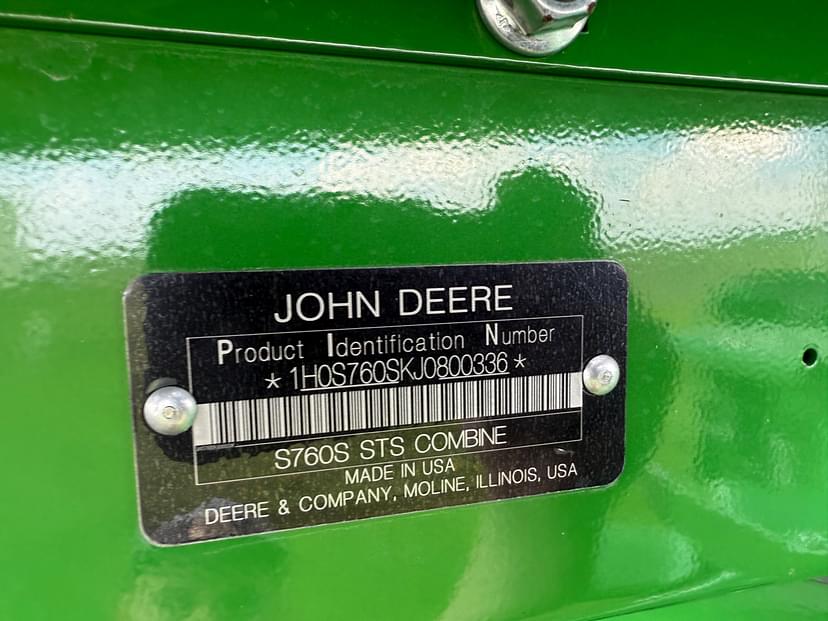 JOHN DEERE
Product Identification Number
*1H0S760SKJ0800336*
S760S STS COMBINE
MADE IN USA
DEERE & COMPANY, MOLINE, ILLINOIS, USA